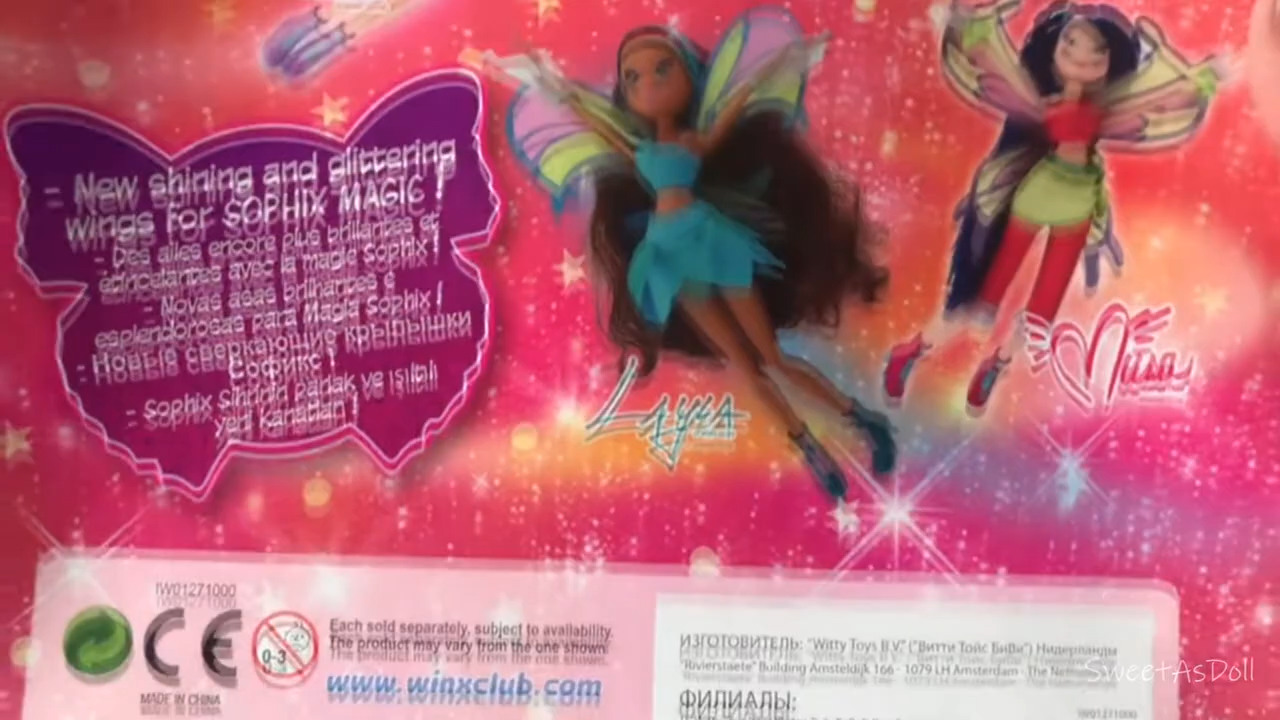 - New shining and glittering
wings for SOPHIX MAGIC !
- Des ailes encore plus brillantes et
étincelantes avec la magie Sophix !
- Novas asas brilhantes e
esplendorosas para Magia Sophix !
- Новые сверкающие крылышки
Софикс !
- Sophix sihrinin parlak ve ışıltılı
yeni kanatları !
Layla
Musa
IW01271000
CE
0-3
MADE IN CHINA
Each sold separately, subject to availability.
The product may vary from the one shown.
www.winxclub.com
ИЗГОТОВИТЕЛЬ: "Witty Toys B.V." ("Витти Тойс БиВи") Нидерланды
"Rivierstaete" Building Amsteldijk 166 - 1079 LH Amsterdam - The
ФИЛИАЛЫ:
IW01271000
SweetAsDoll